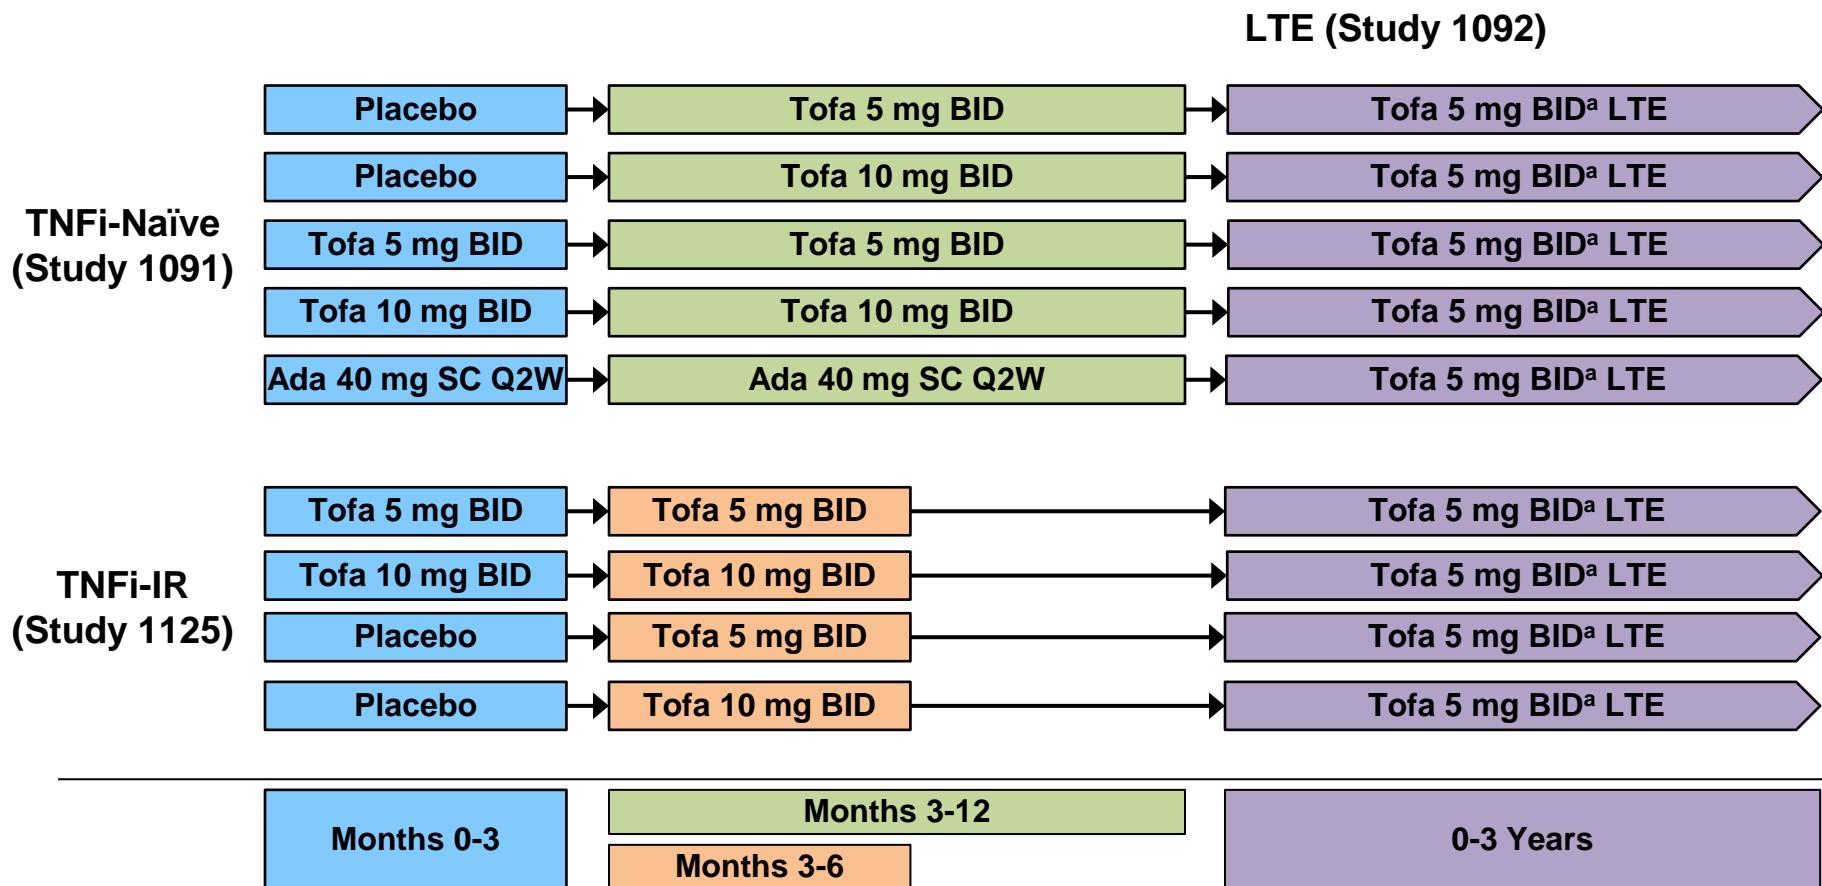 LTE (Study 1092)
TNFi-Naïve
(Study 1091)
Placebo Tofa 5 mg BID Tofa 5 mg BIDᵃ LTE
Placebo Tofa 10 mg BID Tofa 5 mg BIDᵃ LTE
Tofa 5 mg BID Tofa 5 mg BID Tofa 5 mg BIDᵃ LTE
Tofa 10 mg BID Tofa 10 mg BID Tofa 5 mg BIDᵃ LTE
Ada 40 mg SC Q2W Ada 40 mg SC Q2W Tofa 5 mg BIDᵃ LTE
TNFi-IR
(Study 1125)
Tofa 5 mg BID Tofa 5 mg BID Tofa 5 mg BIDᵃ LTE
Tofa 10 mg BID Tofa 10 mg BID Tofa 5 mg BIDᵃ LTE
Placebo Tofa 5 mg BID Tofa 5 mg BIDᵃ LTE
Placebo Tofa 10 mg BID Tofa 5 mg BIDᵃ LTE
Months 0-3
Months 3-12
Months 3-6
0-3 Years